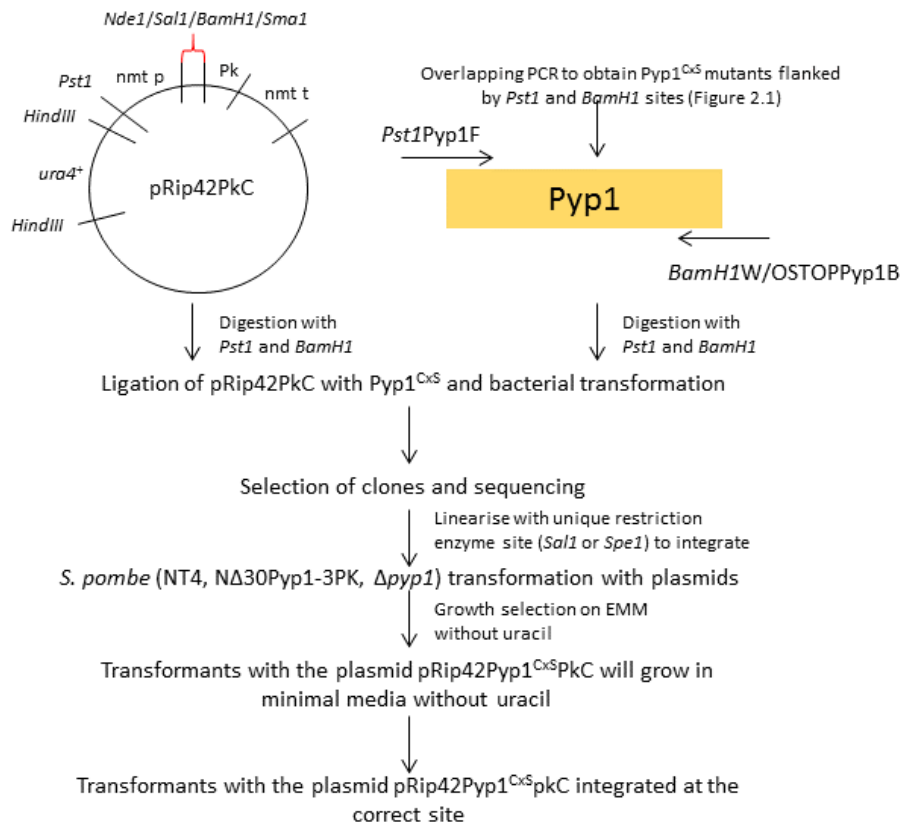 Nde1/Sal1/BamH1/Sma1
nmt p
Pk
nmt t
Pst1
HindIII
ura4⁺
HindIII
pRip42PkC
Overlapping PCR to obtain Pyp1ᶜˣˢ mutants flanked
by Pst1 and BamH1 sites (Figure 2.1)
Pst1Pyp1F
Pyp1
BamH1W/OSTOPPyp1B
Digestion with
Pst1 and BamH1
Digestion with
Pst1 and BamH1
Ligation of pRip42PkC with Pyp1ᶜˣˢ and bacterial transformation
Selection of clones and sequencing
Linearise with unique restriction
enzyme site (Sal1 or Spe1) to integrate
S. pombe (NT4, NΔ30Pyp1-3PK, Δpyp1) transformation with plasmids
Growth selection on EMM
without uracil
Transformants with the plasmid pRip42Pyp1ᶜˣˢPkC will grow in
minimal media without uracil
Transformants with the plasmid pRip42Pyp1ᶜˣˢpkC integrated at the
correct site